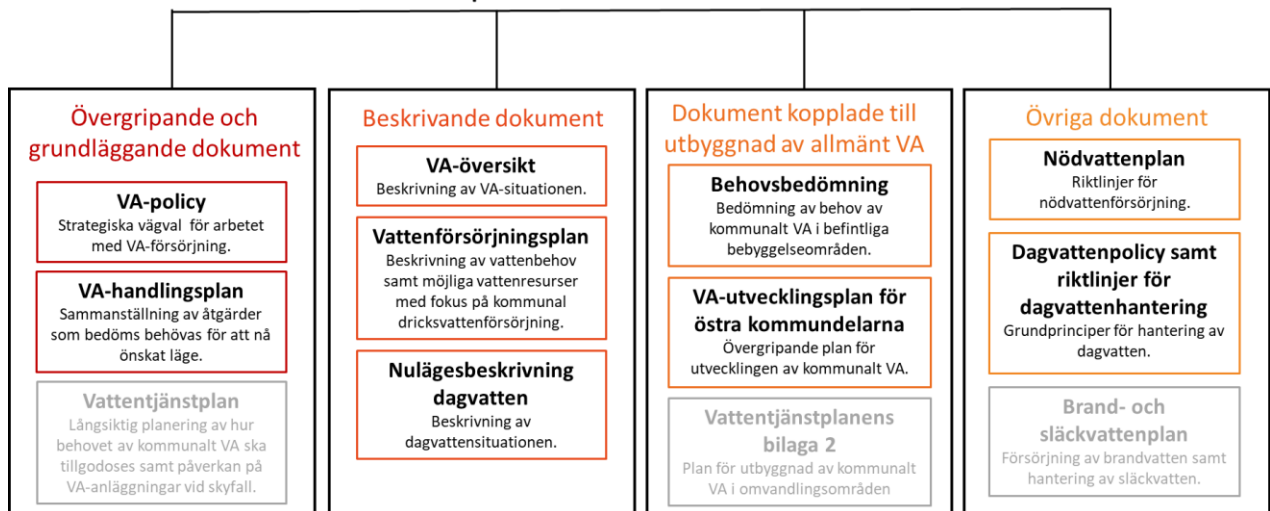 Övergripande och
grundläggande dokument
VA-policy
Strategiska vägval för arbetet
med VA-försörjning.
VA-handlingsplan
Sammanställning av åtgärder
som bedöms behövas för att nå
önskat läge.
Vattentjänstplan
Långsiktig planering av hur
behovet av kommunalt VA ska
tillgodoses samt påverkan på
VA-anläggningar vid skyfall.
Beskrivande dokument
VA-översikt
Beskrivning av VA-situationen.
Vattenförsörjningsplan
Beskrivning av vattenbehov
samt möjliga vattenresurser
med fokus på kommunal
dricksvattenförsörjning.
Nulägesbeskrivning
dagvatten
Beskrivning av
dagvattensituationen.
Dokument kopplade till
utbyggnad av allmänt VA
Behovsbedömning
Bedömning av behov av
kommunalt VA i befintliga
bebyggelseområden.
VA-utvecklingsplan för
östra kommundelarna
Övergripande plan för
utvecklingen av kommunalt VA.
Vattentjänstplanens
bilaga 2
Plan för utbyggnad av kommunalt
VA i omvandlingsområden
Övriga dokument
Nödvattenplan
Riktlinjer för
nödvattenförsörjning.
Dagvattenpolicy samt
riktlinjer för
dagvattenhantering
Grundprinciper för hantering av
dagvatten.
Brand- och
släckvattenplan
Försörjning av brandvatten samt
hantering av släckvatten.